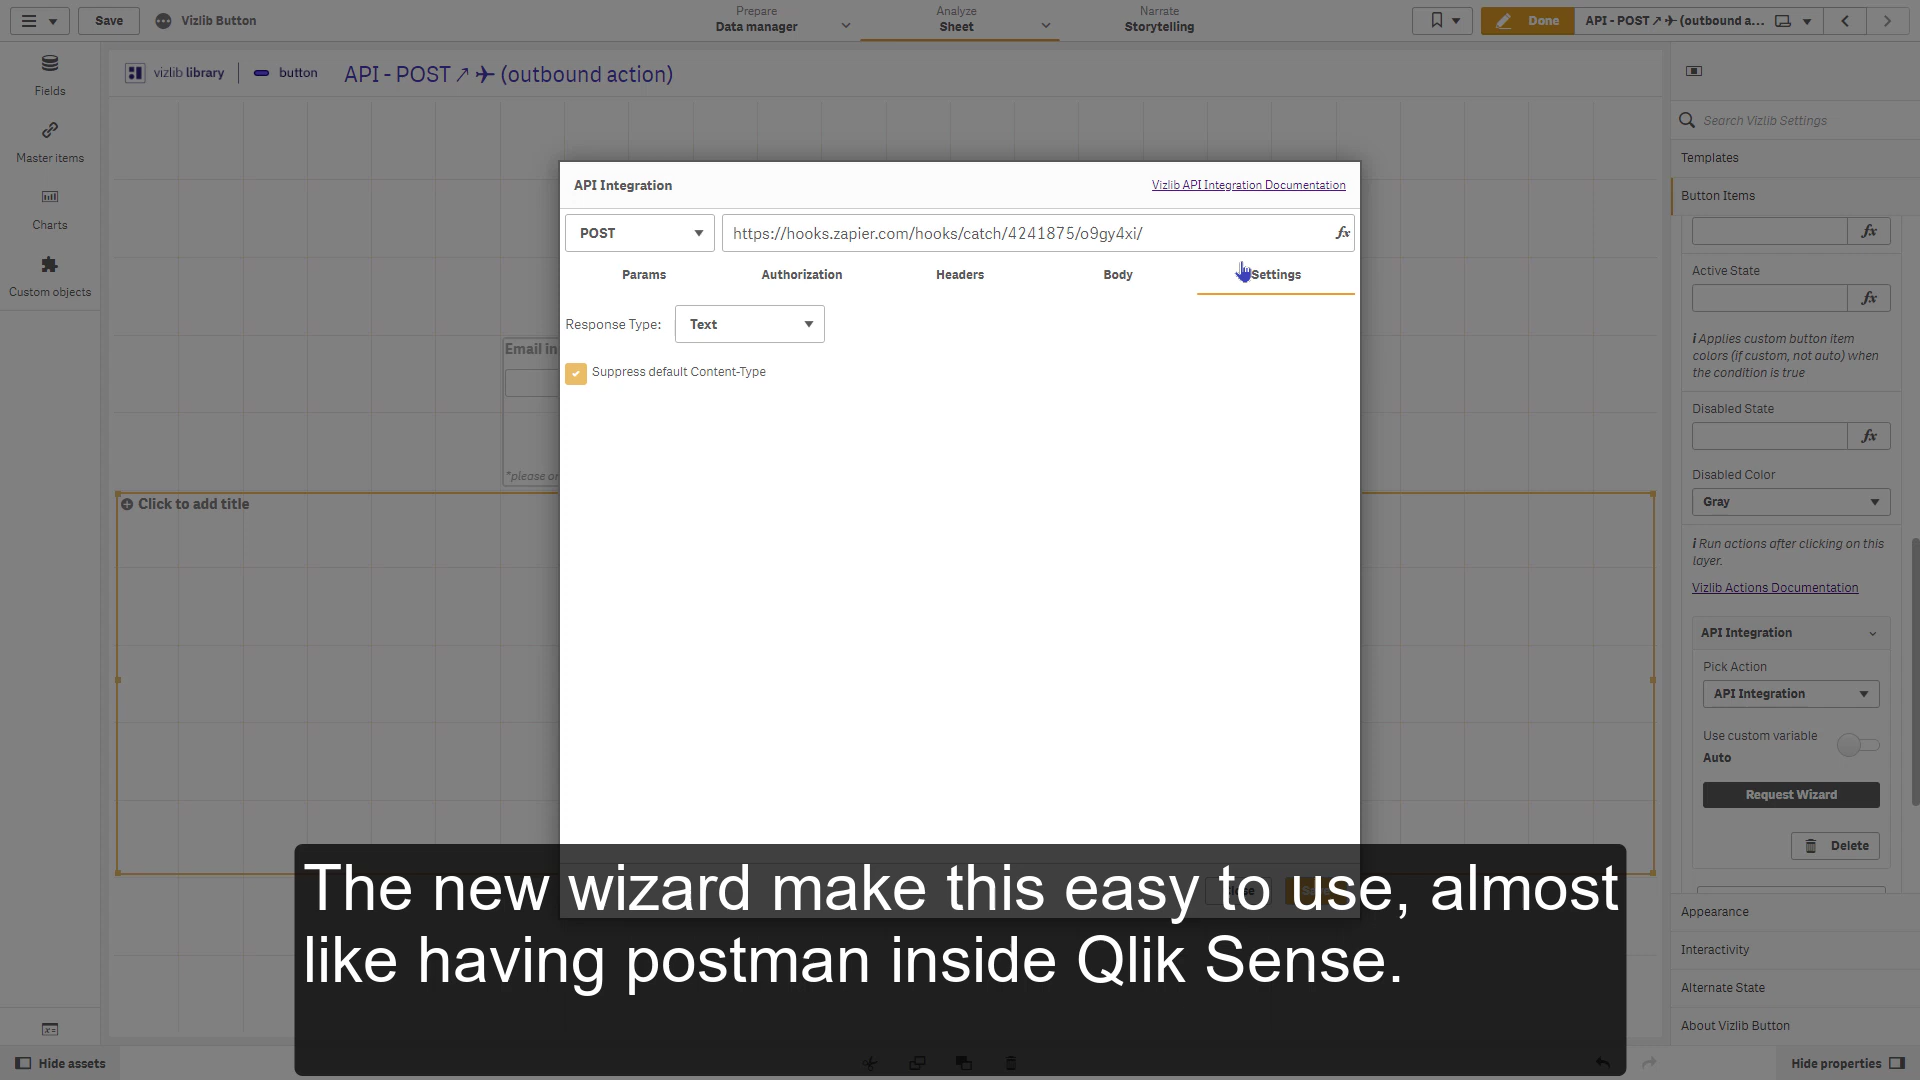 Save
Vizlib Button
Prepare
Data manager
Analyze
Sheet
Narrate
Storytelling
Done
API - POST ↗ ✈ (outbound a...
Fields
Master items
Charts
Custom objects
vizlib library
button
API - POST ↗ ✈ (outbound action)
Email in
*please or
Click to add title
API Integration
Vizlib API Integration Documentation
POST
https://hooks.zapier.com/hooks/catch/4241875/o9gy4xi/
fx
Params
Authorization
Headers
Body
Settings
Response Type:
Text
Suppress default Content-Type
Search Vizlib Settings
Templates
Button Items
fx
Active State
fx
i Applies custom button item
colors (if custom, not auto) when
the condition is true
Disabled State
fx
Disabled Color
Gray
i Run actions after clicking on this
layer.
Vizlib Actions Documentation
API Integration
Pick Action
API Integration
Use custom variable
Auto
Request Wizard
Delete
Appearance
Interactivity
Alternate State
About Vizlib Button
The new wizard make this easy to use, almost
like having postman inside Qlik Sense.
Hide assets
Hide properties